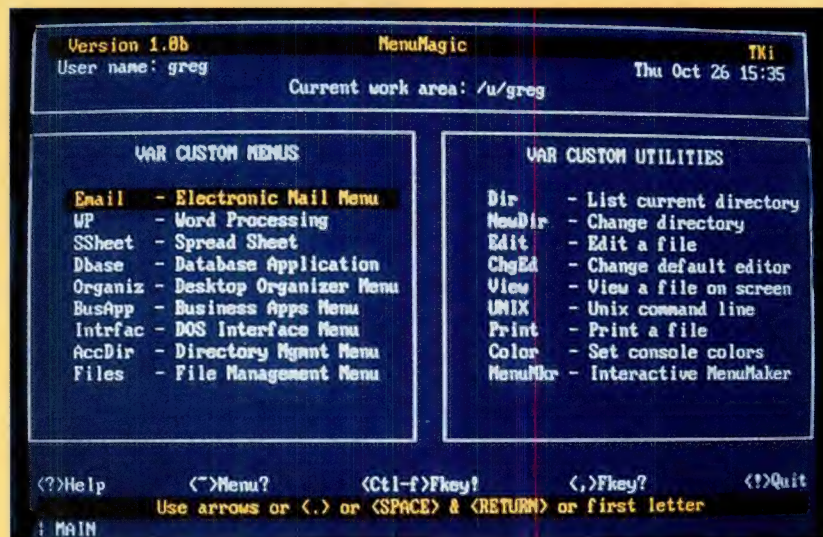 Version 1.0b MenuMagic TKi
User name: greg Thu Oct 26 15:35
Current work area: /u/greg
VAR CUSTOM MENUS
Email - Electronic Mail Menu
WP - Word Processing
SSheet - Spread Sheet
Dbase - Database Application
Organiz - Desktop Organizer Menu
BusApp - Business Apps Menu
Intrfac - DOS Interface Menu
AccDir - Directory Mgmnt Menu
Files - File Management Menu
VAR CUSTOM UTILITIES
Dir - List current directory
NewDir - Change directory
Edit - Edit a file
ChgEd - Change default editor
View - View a file on screen
UNIX - Unix command line
Print - Print a file
Color - Set console colors
MenuMkr - Interactive MenuMaker
<?>Help <~>Menu? <Ctl-f>Fkey! <,>Fkey? <!>Quit
Use arrows or <.> or <SPACE> & <RETURN> or first letter
: MAIN